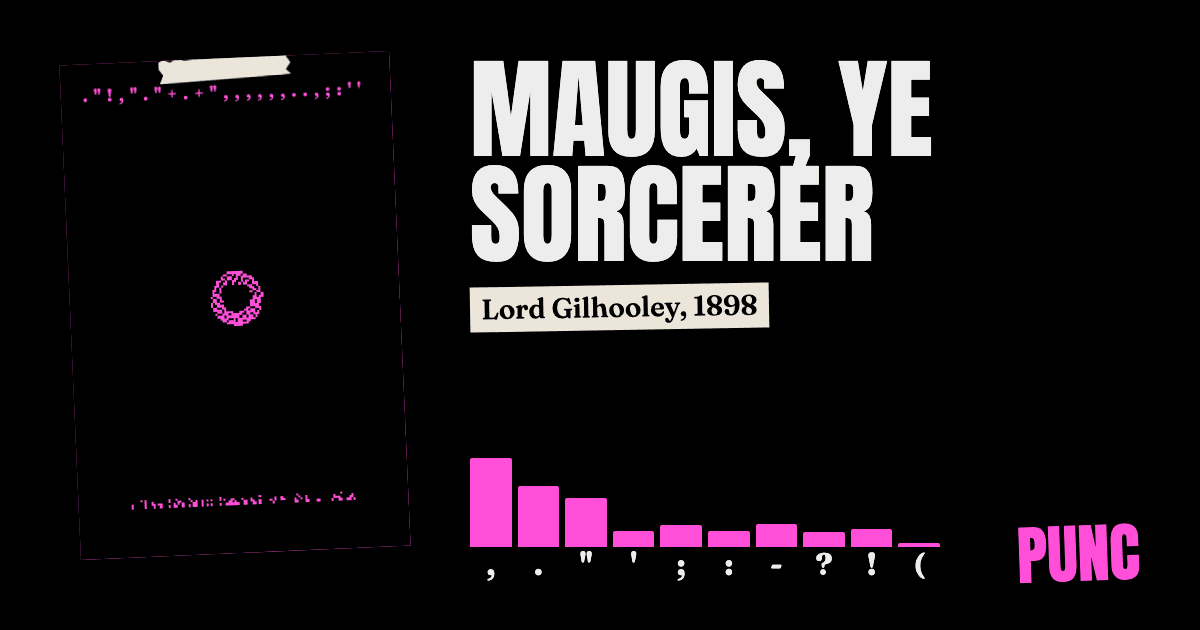 ."!,"."+.+",,,,,,..,;:''
MAUGIS, YE
SORCERER
Lord Gilhooley, 1898
, . " ' ; : - ? ! (
PUNC